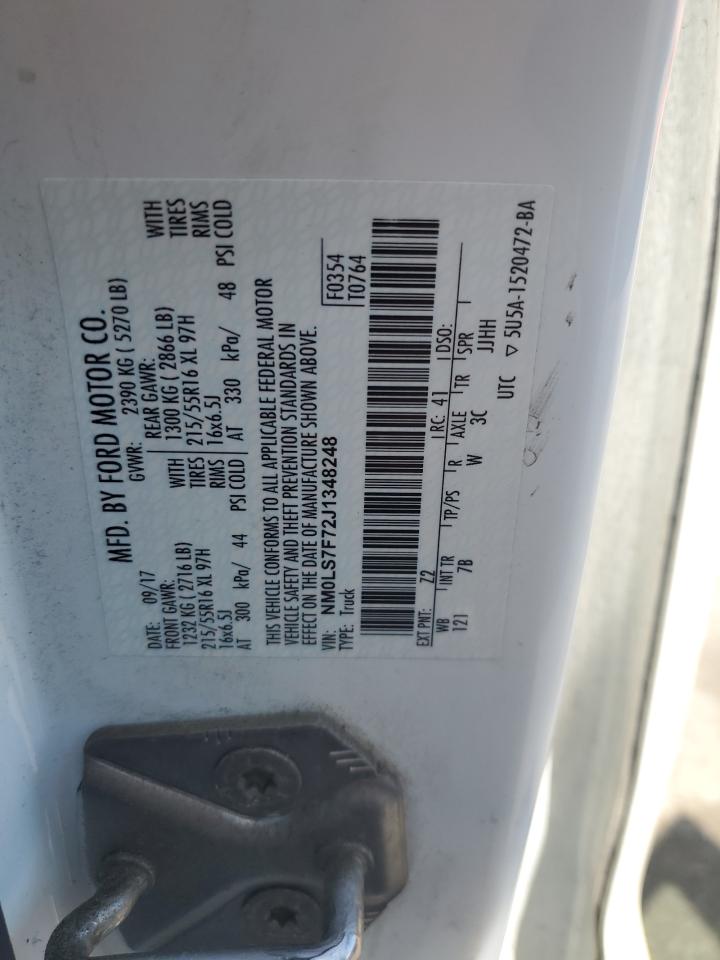 MFD. BY FORD MOTOR CO.
DATE: 09/17 GVWR: 2390 KG ( 5270 LB)
FRONT GAWR: REAR GAWR:
1232 KG ( 2716 LB) WITH 1300 KG ( 2866 LB) WITH
215/55R16 XL 97H TIRES 215/55R16 XL 97H TIRES
16x6.5J RIMS 16x6.5J RIMS
AT 300 kPa/ 44 PSI COLD AT 330 kPa/ 48 PSI COLD
THIS VEHICLE CONFORMS TO ALL APPLICABLE FEDERAL MOTOR
VEHICLE SAFETY AND THEFT PREVENTION STANDARDS IN
EFFECT ON THE DATE OF MANUFACTURE SHOWN ABOVE.
VIN: NM0LS7F72J1348248 F0354
TYPE: Truck T0764
EXT PNT: Z2 RC: 41 DSO:
WB INT TR TP/PS R AXLE TR SPR
121 7B W 3C JJHH
UTC ▽ 5U5A-1520472-BA